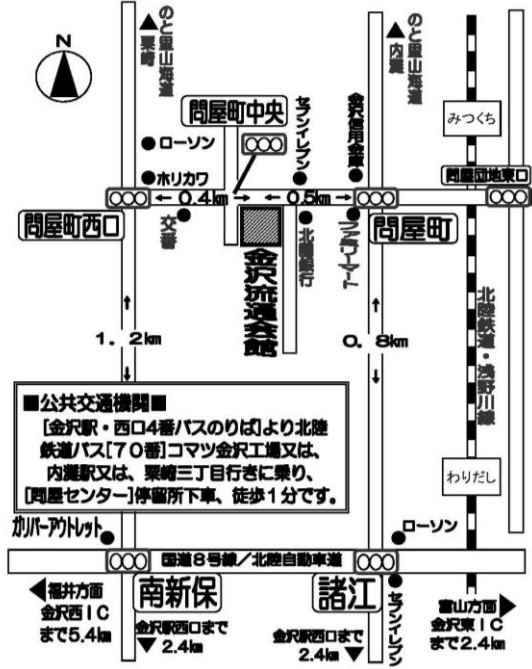 N
▲のと里山海道
粟崎
▲のと里山海道
内灘
みつくち
問屋町中央
セブンイレブン
金沢信用金庫
ローソン
ホリカワ
問屋団地東口
0.4km
0.5km
問屋町西口
交番
金沢流通会館
北陸銀行
ファミリーマート
問屋町
北陸鉄道・浅野川線
1.2km
0.8km
■公共交通機関■
[金沢駅・西口4番バスのりば]より北陸
鉄道バス[70番]コマツ金沢工場又は、
内灘駅又は、粟崎三丁目行きに乗り、
[問屋センター]停留所下車、徒歩1分です。
わりだし
ガリバーアウトレット
ローソン
国道8号線/北陸自動車道
◀福井方面
金沢西IC
まで5.4km
南新保
金沢駅西口まで
▼2.4km
諸江
金沢駅西口まで
▼2.4km
セブンイレブン
富山方面▶
金沢東IC
まで2.4km